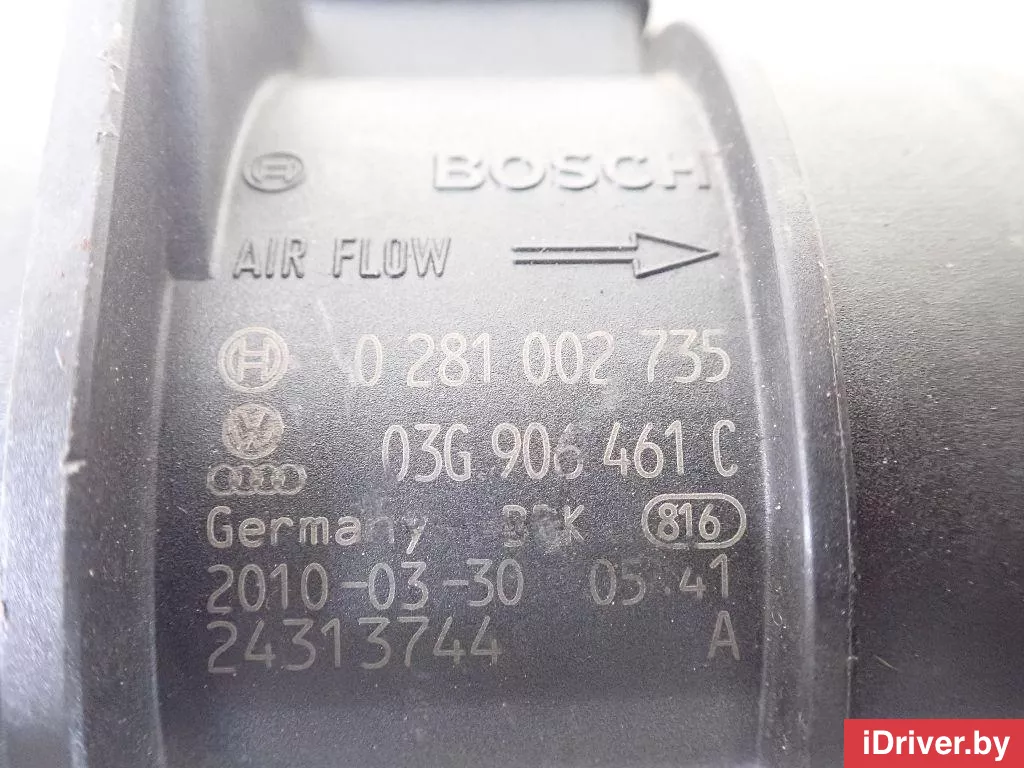 BOSCH
AIR FLOW
0 281 002 735
03G 906 461 C
Germany 816
2010-03-30 05:41
24313744 A
iDriver.by